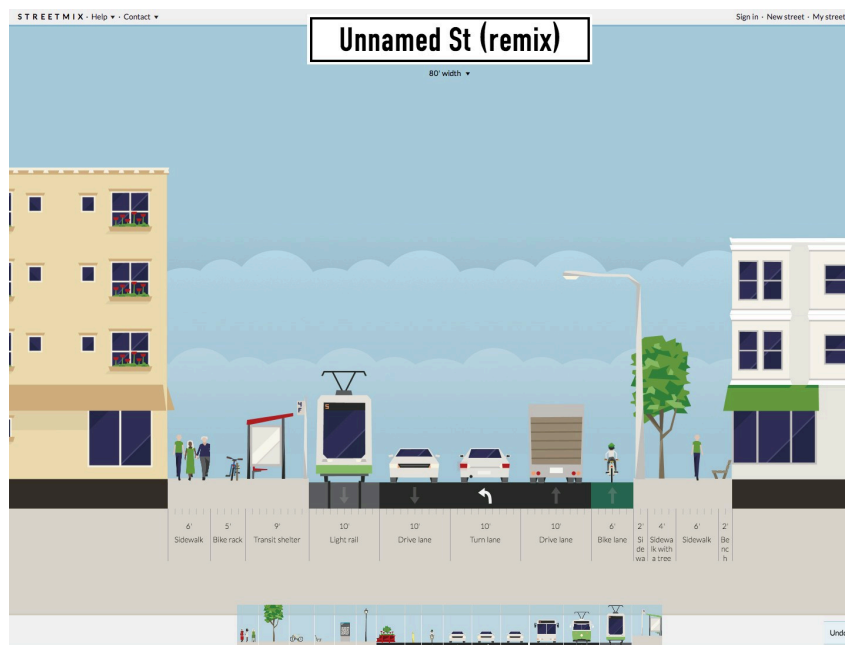 STREETMIX · Help ▾ · Contact ▾
Sign in · New street · My street
Unnamed St (remix)
80' width ▾
S
6' 5' 9' 10' 10' 10' 10' 6' 2' 4' 6' 2'
Sidewalk Bike rack Transit shelter Light rail Drive lane Turn lane Drive lane Bike lane Si Sidewa Sidewalk Be
de lk with nc
wa a tree h
Undo